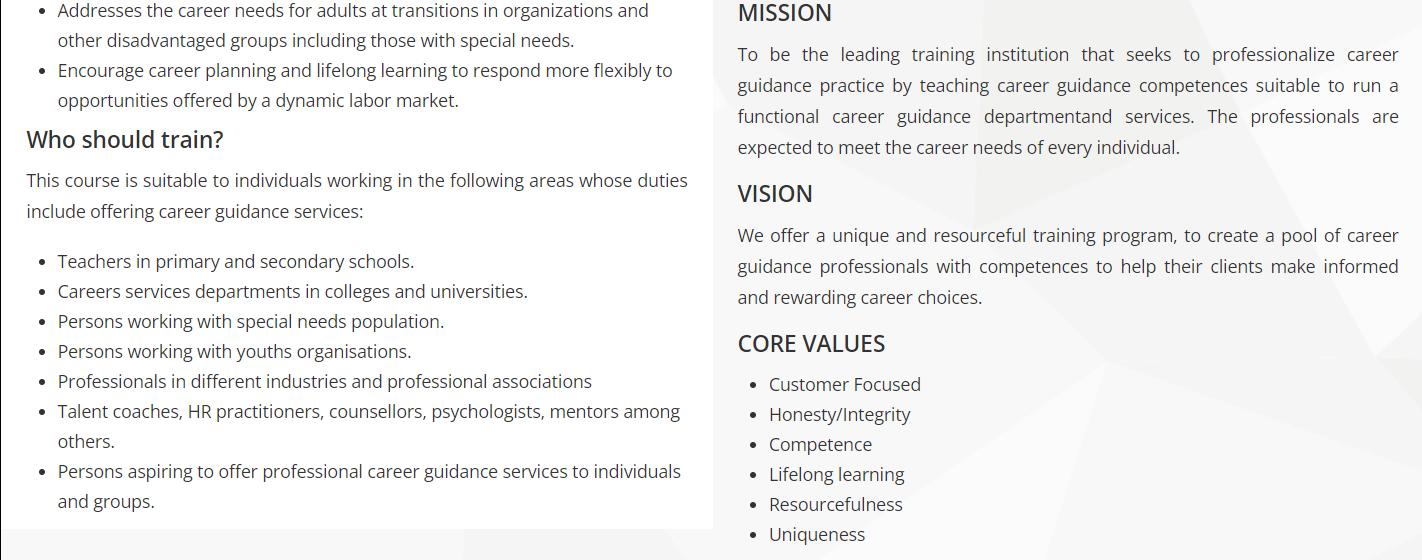 Addresses the career needs for adults at transitions in organizations and
other disadvantaged groups including those with special needs.
Encourage career planning and lifelong learning to respond more flexibly to
opportunities offered by a dynamic labor market.
Who should train?
This course is suitable to individuals working in the following areas whose duties
include offering career guidance services:
Teachers in primary and secondary schools.
Careers services departments in colleges and universities.
Persons working with special needs population.
Persons working with youths organisations.
Professionals in different industries and professional associations
Talent coaches, HR practitioners, counsellors, psychologists, mentors among
others.
Persons aspiring to offer professional career guidance services to individuals
and groups.
MISSION
To be the leading training institution that seeks to professionalize career
guidance practice by teaching career guidance competences suitable to run a
functional career guidance departmentand services. The professionals are
expected to meet the career needs of every individual.
VISION
We offer a unique and resourceful training program, to create a pool of career
guidance professionals with competences to help their clients make informed
and rewarding career choices.
CORE VALUES
Customer Focused
Honesty/Integrity
Competence
Lifelong learning
Resourcefulness
Uniqueness